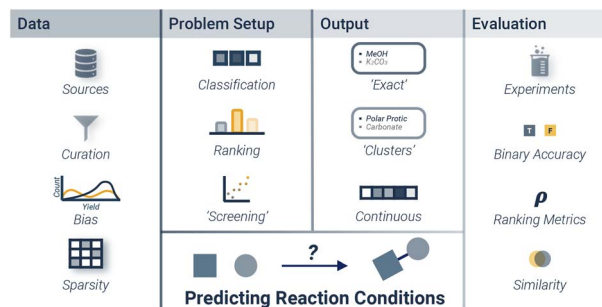 Data
Problem Setup
Output
Evaluation
Sources
Curation
Count
Yield
Bias
Sparsity
Classification
Ranking
'Screening'
• MeOH
• K₂CO₃
'Exact'
• Polar Protic
• Carbonate
'Clusters'
Continuous
Experiments
T F
Binary Accuracy
ρ
Ranking Metrics
Similarity
?
Predicting Reaction Conditions